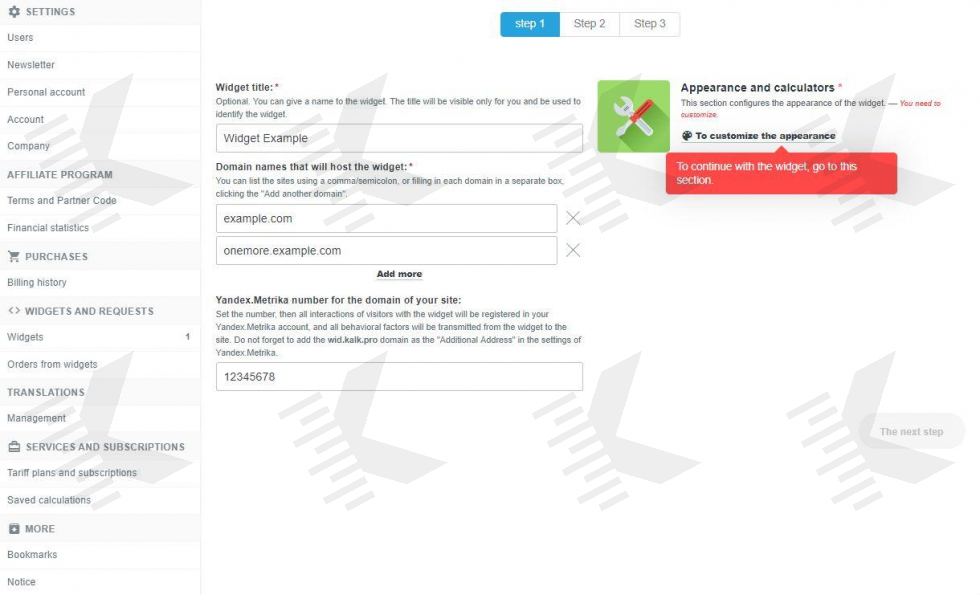 SETTINGS
Users
Newsletter
Personal account
Account
Company
AFFILIATE PROGRAM
Terms and Partner Code
Financial statistics
PURCHASES
Billing history
WIDGETS AND REQUESTS
Widgets 1
Orders from widgets
TRANSLATIONS
Management
SERVICES AND SUBSCRIPTIONS
Tariff plans and subscriptions
Saved calculations
MORE
Bookmarks
Notice
step 1 Step 2 Step 3
Widget title: *
Optional. You can give a name to the widget. The title will be visible only for you and be used to
identify the widget.
Widget Example
Domain names that will host the widget: *
You can list the sites using a comma/semicolon, or filling in each domain in a separate box,
clicking the "Add another domain".
example.com
onemore.example.com
Add more
Yandex.Metrika number for the domain of your site:
Set the number, then all interactions of visitors with the widget will be registered in your
Yandex.Metrika account, and all behavioral factors will be transmitted from the widget to the
site. Do not forget to add the wid.kalk.pro domain as the "Additional Address" in the settings of
Yandex.Metrika.
12345678
Appearance and calculators *
This section configures the appearance of the widget. — You need to
customize.
To customize the appearance
To continue with the widget, go to this
section.
The next step